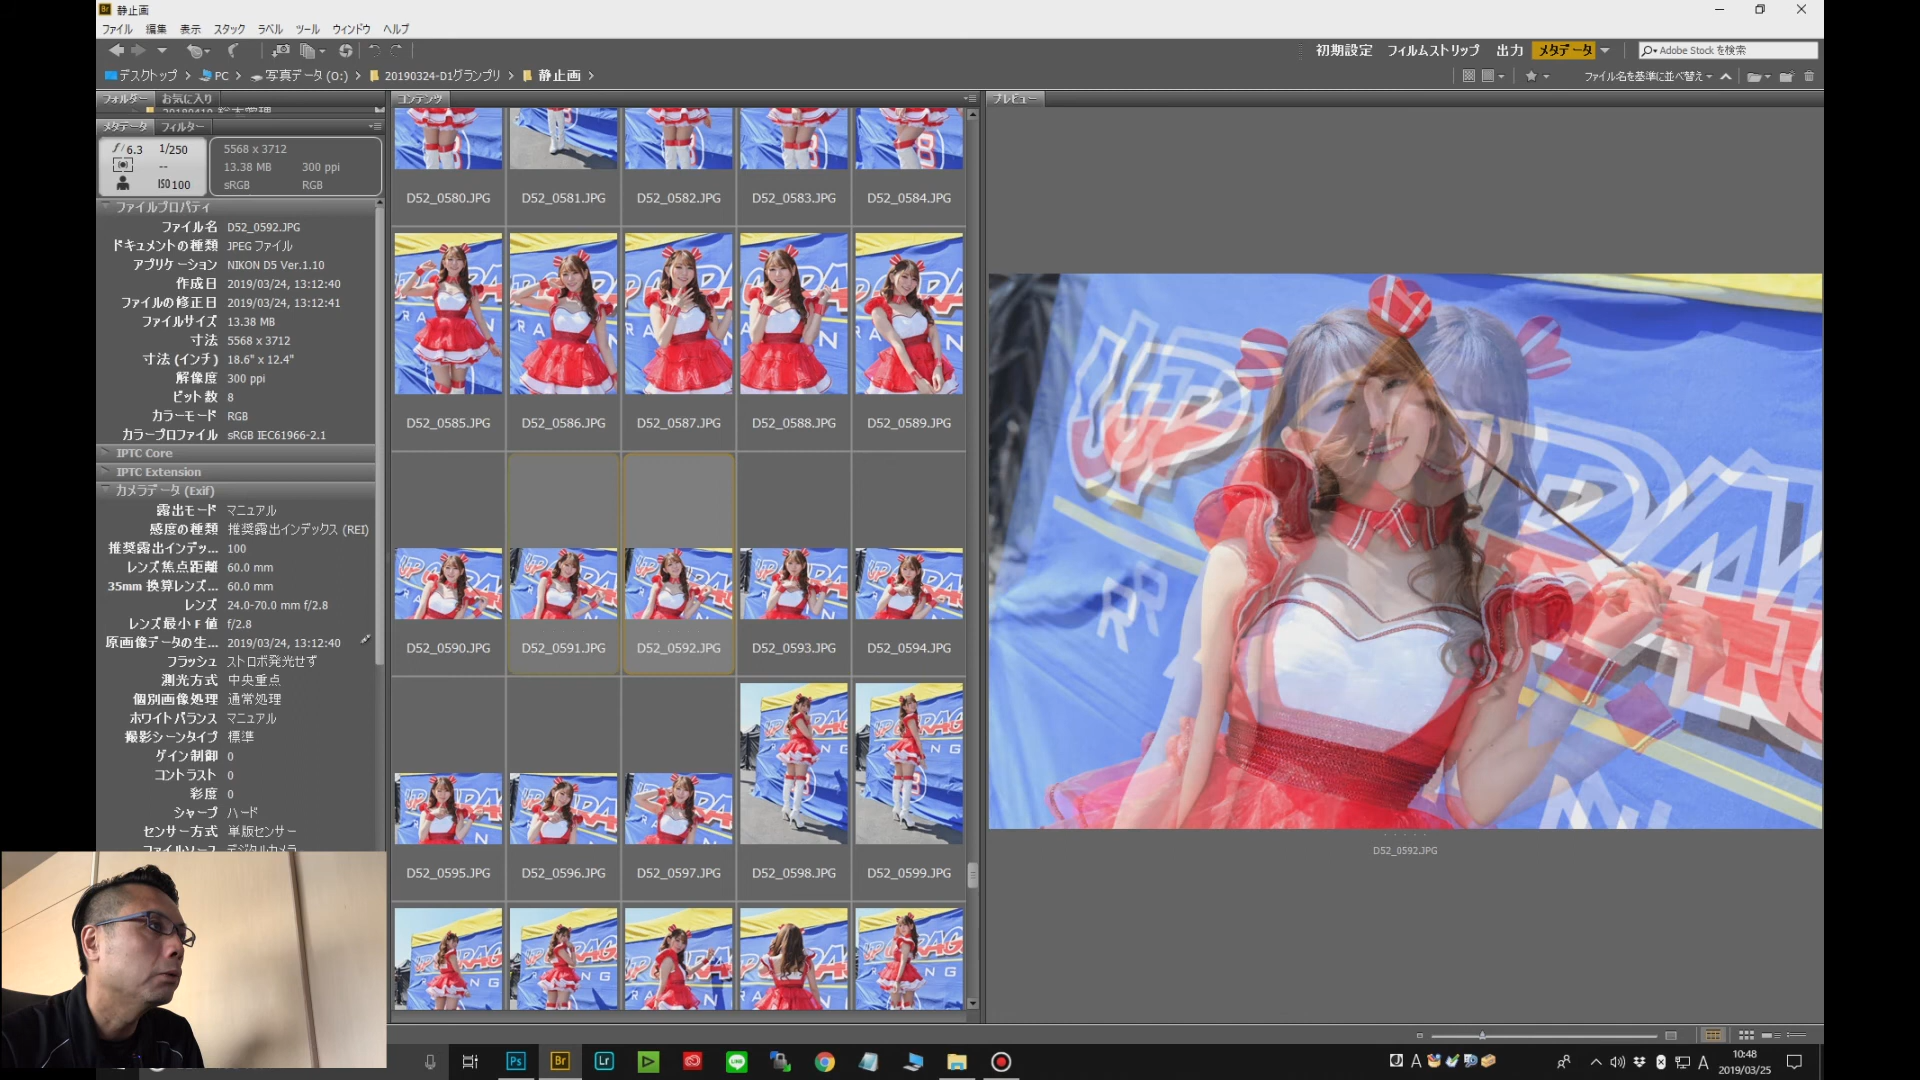 Br 静止画
ファイル 編集 表示 スタック ラベル ツール ウィンドウ ヘルプ
初期設定 フィルムストリップ 出力 メタデータ Adobe Stock を検索
デスクトップ > PC > 写真データ (O:) > 20190324-D1グランプリ > 静止画 >
ファイル名を基準に並べ替え
フォルダー お気に入り
コンテンツ
プレビュー
メタデータ フィルター
f/6.3 1/250
--
ISO100
5568 x 3712
13.38 MB 300 ppi
sRGB RGB
ファイルプロパティ
ファイル名 D52_0592.JPG
ドキュメントの種類 JPEG ファイル
アプリケーション NIKON D5 Ver.1.10
作成日 2019/03/24, 13:12:40
ファイルの修正日 2019/03/24, 13:12:41
ファイルサイズ 13.38 MB
寸法 5568 x 3712
寸法 (インチ) 18.6" x 12.4"
解像度 300 ppi
ビット数 8
カラーモード RGB
カラープロファイル sRGB IEC61966-2.1
IPTC Core
IPTC Extension
カメラデータ (Exif)
露出モード マニュアル
感度の種類 推奨露出インデックス (REI)
推奨露出インデッ... 100
レンズ焦点距離 60.0 mm
35mm 換算レンズ... 60.0 mm
レンズ 24.0-70.0 mm f/2.8
レンズ最小 F 値 f/2.8
原画像データの生... 2019/03/24, 13:12:40
フラッシュ ストロボ発光せず
測光方式 中央重点
個別画像処理 通常処理
ホワイトバランス マニュアル
撮影シーンタイプ 標準
ゲイン制御 0
コントラスト 0
彩度 0
シャープ ハード
センサー方式 単版センサー
ファイルソース デジタルカメラ
D52_0580.JPG D52_0581.JPG D52_0582.JPG D52_0583.JPG D52_0584.JPG
D52_0585.JPG D52_0586.JPG D52_0587.JPG D52_0588.JPG D52_0589.JPG
D52_0590.JPG D52_0591.JPG D52_0592.JPG D52_0593.JPG D52_0594.JPG
D52_0595.JPG D52_0596.JPG D52_0597.JPG D52_0598.JPG D52_0599.JPG
UP
D52_0592.JPG
Ps Br Lr
A
A
10:48
2019/03/25